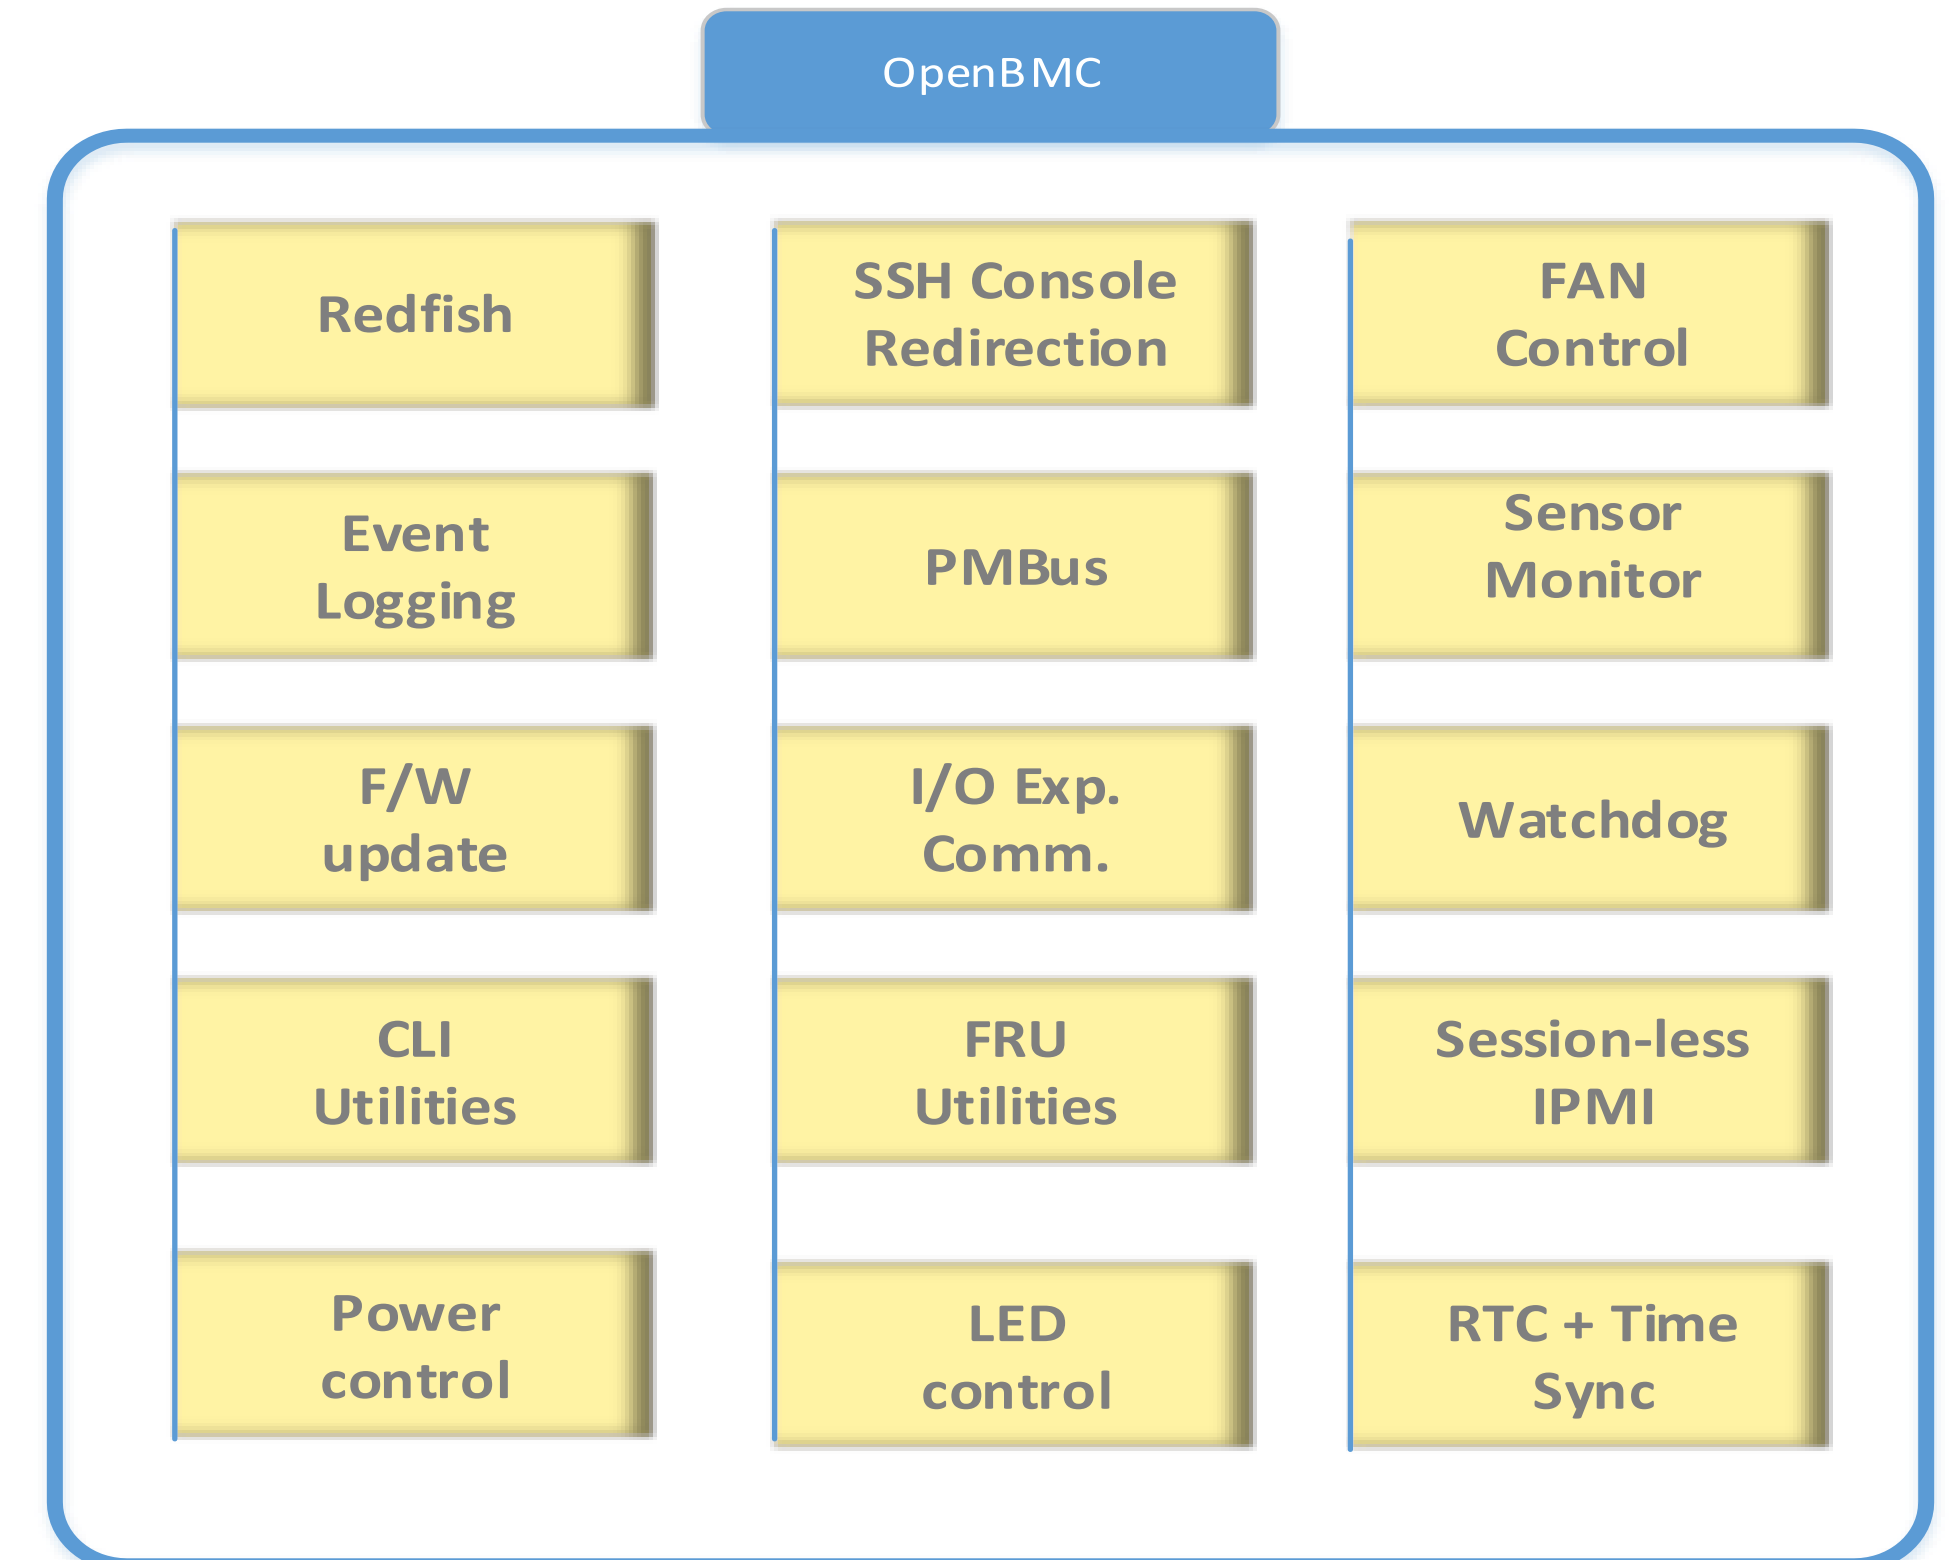 OpenBMC
Redfish
SSH Console
Redirection
FAN
Control
Event
Logging
PMBus
Sensor
Monitor
F/W
update
I/O Exp.
Comm.
Watchdog
CLI
Utilities
FRU
Utilities
Session-less
IPMI
Power
control
LED
control
RTC + Time
Sync